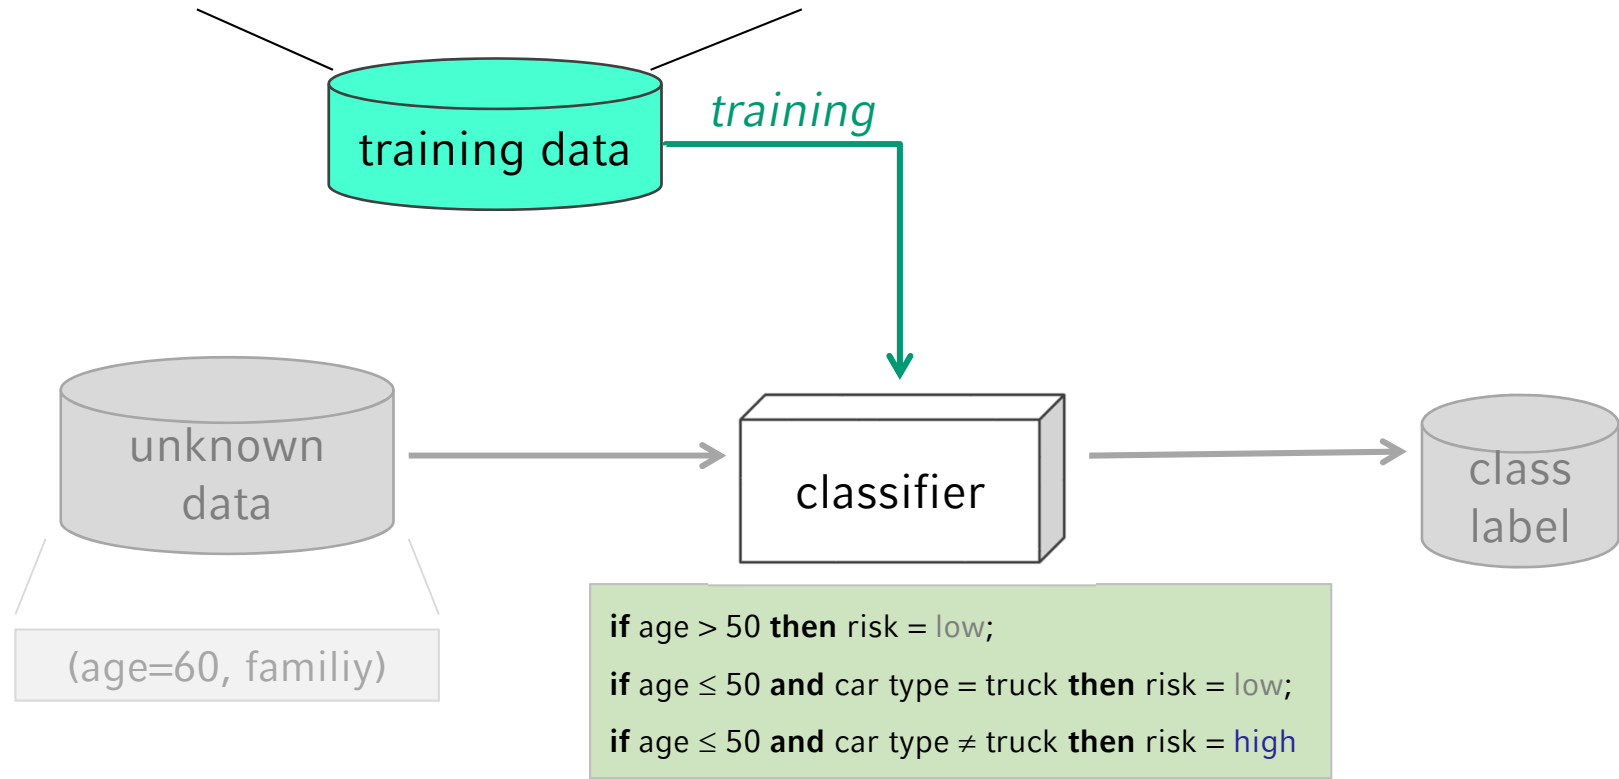 training data
training
unknown
data
classifier
class
label
(age=60, familiy)
if age > 50 then risk = low;
if age ≤ 50 and car type = truck then risk = low;
if age ≤ 50 and car type ≠ truck then risk = high